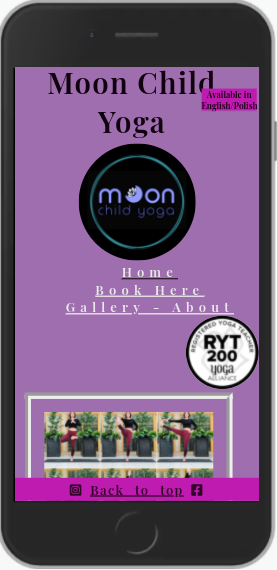 Moon Child
Yoga
Available in
English/Polish
moon
child yoga
Home
Book Here
Gallery - About
REGISTERED YOGA TEACHER
RYT
200
yoga
ALLIANCE
Back to top